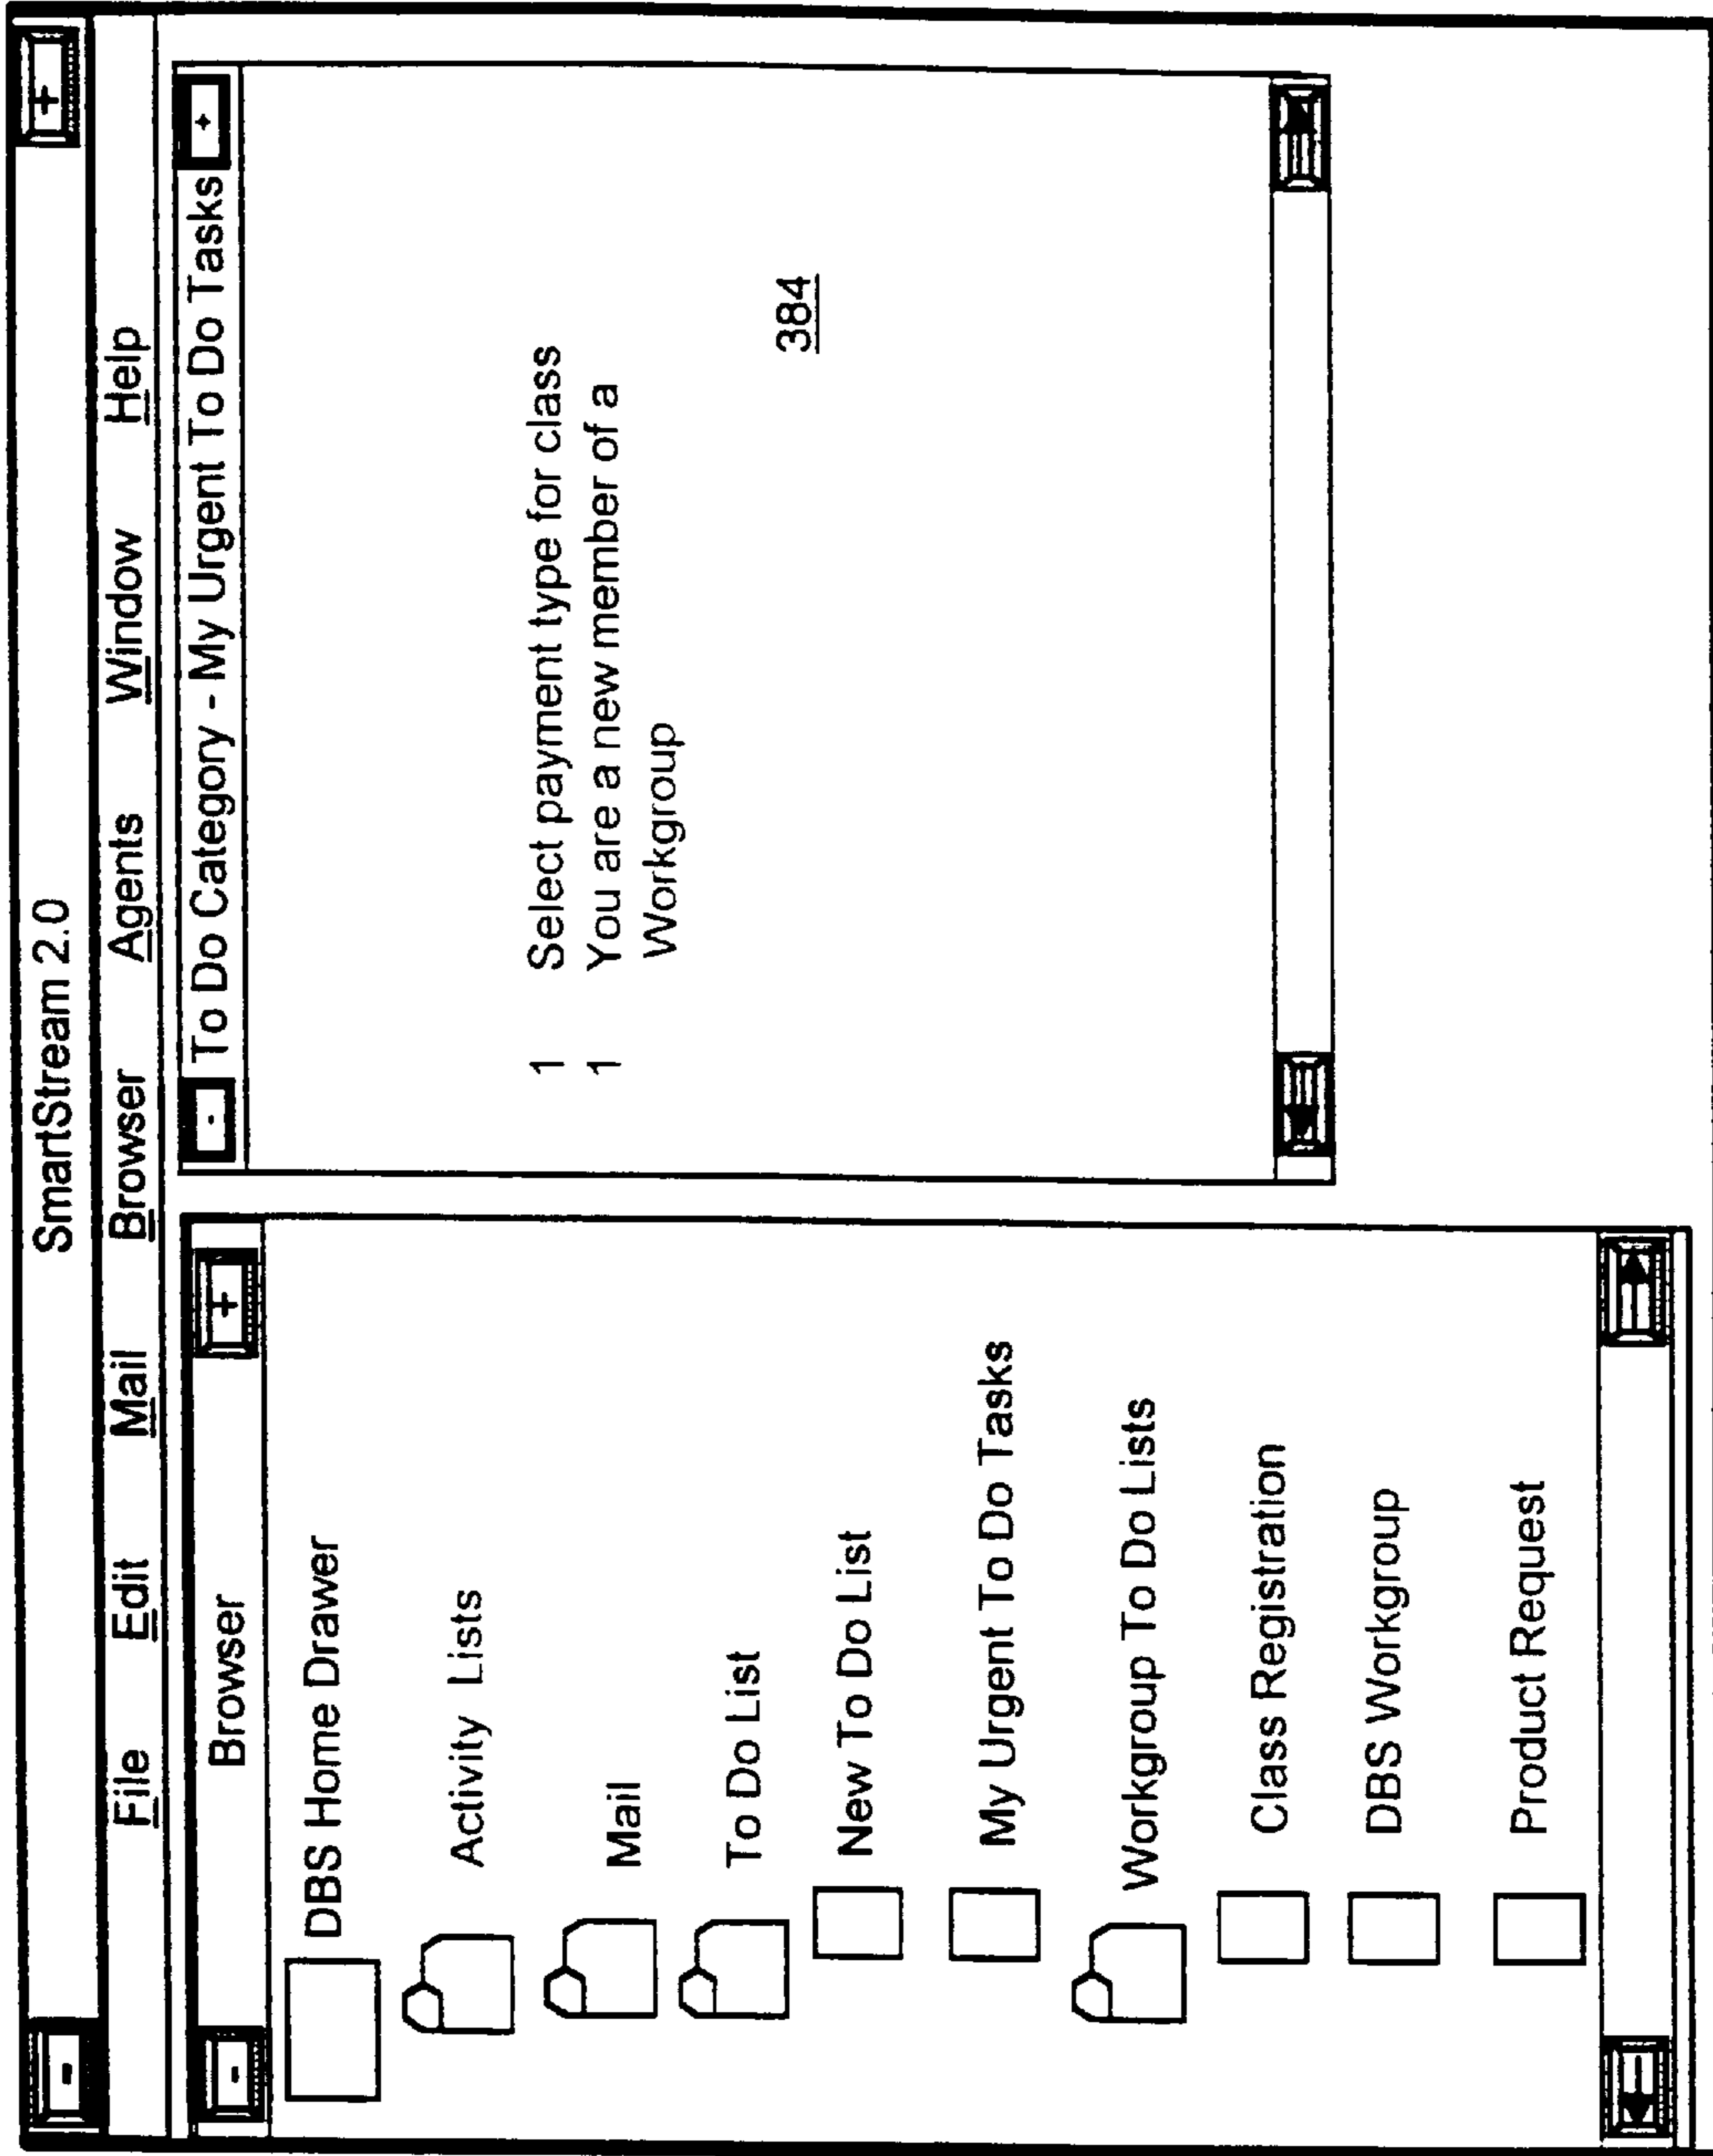 SmartStream 2.0
File Edit Mail Browser Agents Window Help
Browser
DBS Home Drawer
Activity Lists
Mail
To Do List
New To Do List
My Urgent To Do Tasks
Workgroup To Do Lists
Class Registration
DBS Workgroup
Product Request
To Do Category - My Urgent To Do Tasks
1 Select payment type for class
1 You are a new member of a
Workgroup
384